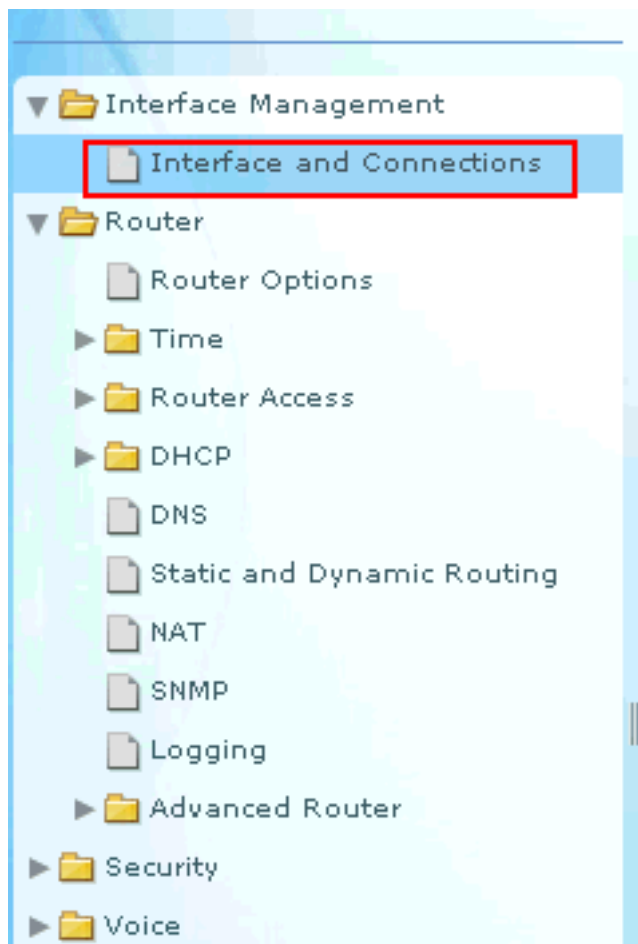 Interface Management
Interface and Connections
Router
Router Options
Time
Router Access
DHCP
DNS
Static and Dynamic Routing
NAT
SNMP
Logging
Advanced Router
Security
Voice